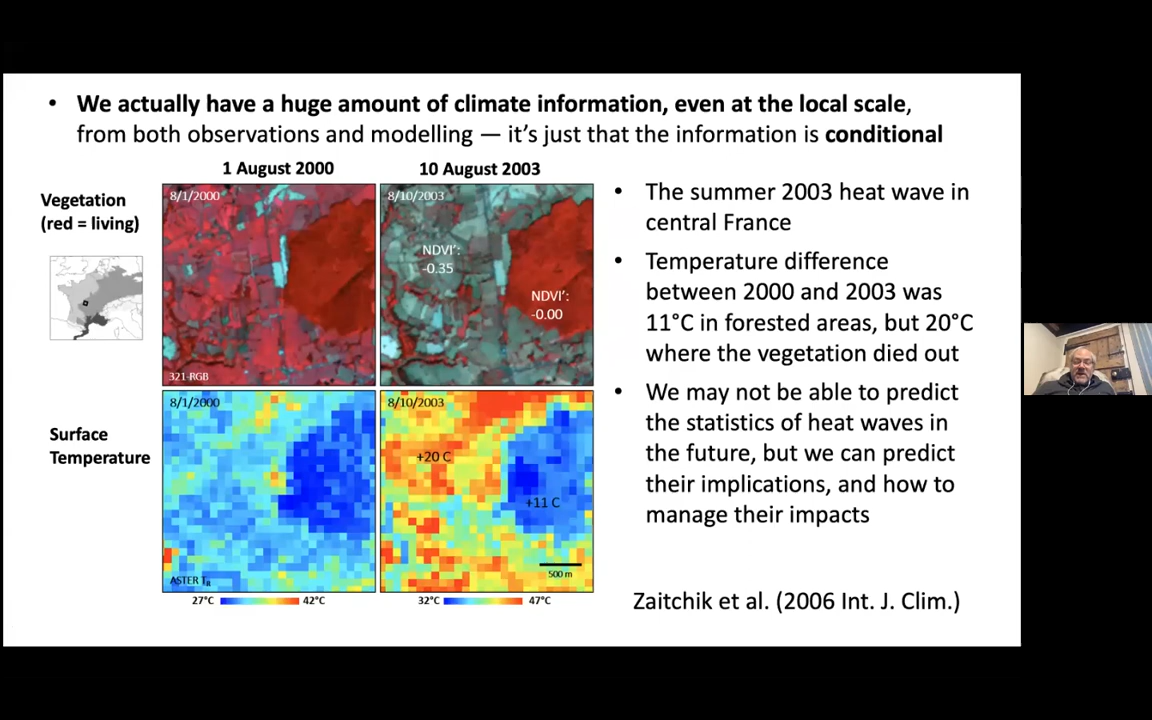 • We actually have a huge amount of climate information, even at the local scale,
from both observations and modelling — it's just that the information is conditional
1 August 2000
10 August 2003
Vegetation
(red = living)
8/1/2000
8/10/2003
NDVI':
-0.35
NDVI':
-0.00
321-RGB
Surface
Temperature
8/1/2000
8/10/2003
+20 C
+11 C
ASTER TR
500 m
27°C
42°C
32°C
47°C
• The summer 2003 heat wave in
central France
• Temperature difference
between 2000 and 2003 was
11°C in forested areas, but 20°C
where the vegetation died out
• We may not be able to predict
the statistics of heat waves in
the future, but we can predict
their implications, and how to
manage their impacts
Zaitchik et al. (2006 Int. J. Clim.)